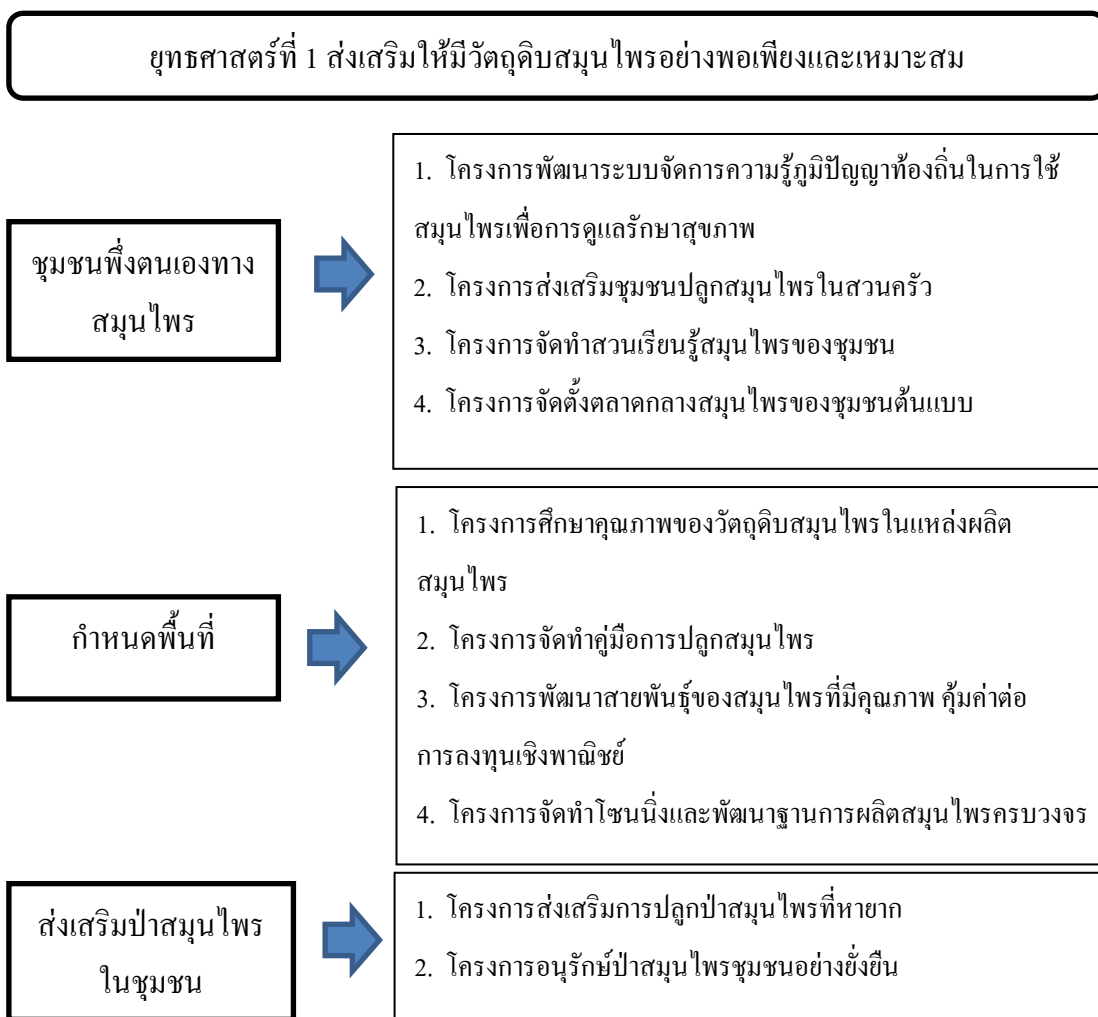 ยุทธศาสตร์ที่ 1 ส่งเสริมให้มีวัตถุดิบสมุนไพรอย่างพอเพียงและเหมาะสม
ชุมชนพึ่งตนเองทาง
สมุนไพร
1. โครงการพัฒนาระบบจัดการความรู้ภูมิปัญญาท้องถิ่นในการใช้
สมุนไพรเพื่อการดูแลรักษาสุขภาพ
2. โครงการส่งเสริมชุมชนปลูกสมุนไพรในสวนครัว
3. โครงการจัดทำสวนเรียนรู้สมุนไพรของชุมชน
4. โครงการจัดตั้งตลาดกลางสมุนไพรของชุมชนต้นแบบ
กำหนดพื้นที่
1. โครงการศึกษาคุณภาพของวัตถุดิบสมุนไพรในแหล่งผลิต
สมุนไพร
2. โครงการจัดทำคู่มือการปลูกสมุนไพร
3. โครงการพัฒนาสายพันธุ์ของสมุนไพรที่มีคุณภาพ คุ้มค่าต่อ
การลงทุนเชิงพาณิชย์
4. โครงการจัดทำโซนนิ่งและพัฒนาฐานการผลิตสมุนไพรครบวงจร
ส่งเสริมป่าสมุนไพร
ในชุมชน
1. โครงการส่งเสริมการปลูกป่าสมุนไพรที่หายาก
2. โครงการอนุรักษ์ป่าสมุนไพรชุมชนอย่างยั่งยืน